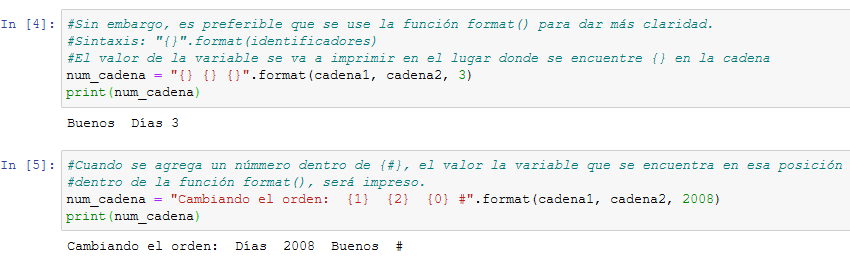 In [4]: #Sin embargo, es preferible que se use la función format() para dar más claridad.
#Sintaxis: "{}".format(identificadores)
#El valor de la variable se va a imprimir en el lugar donde se encuentre {} en la cadena
num_cadena = "{} {} {}".format(cadena1, cadena2, 3)
print(num_cadena)
Buenos  Días 3
In [5]: #Cuando se agrega un númmero dentro de {#}, el valor la variable que se encuentra en esa posición
#dentro de la función format(), será impreso.
num_cadena = "Cambiando el orden:  {1}  {2}  {0} #".format(cadena1, cadena2, 2008)
print(num_cadena)
Cambiando el orden:  Días  2008  Buenos  #